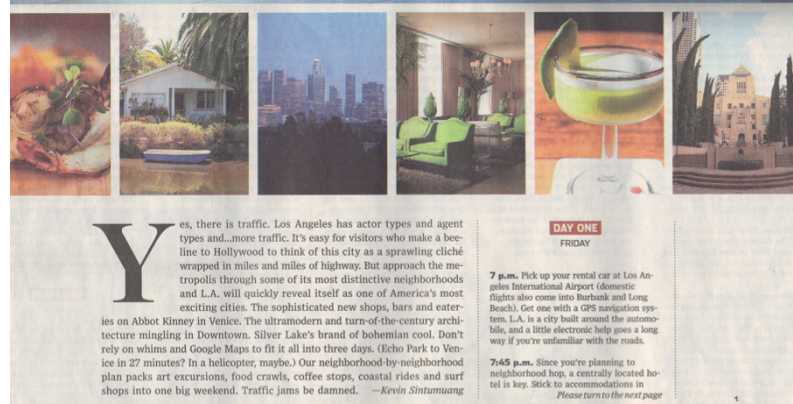 Yes, there is traffic. Los Angeles has actor types and agent
types and...more traffic. It's easy for visitors who make a bee-
line to Hollywood to think of this city as a sprawling cliché
wrapped in miles and miles of highway. But approach the me-
tropolis through some of its most distinctive neighborhoods
and L.A. will quickly reveal itself as one of America's most
exciting cities. The sophisticated new shops, bars and eater-
ies on Abbot Kinney in Venice. The ultramodern and turn-of-the-century archi-
tecture mingling in Downtown. Silver Lake's brand of bohemian cool. Don't
rely on whims and Google Maps to fit it all into three days. (Echo Park to Ven-
ice in 27 minutes? In a helicopter, maybe.) Our neighborhood-by-neighborhood
plan packs art excursions, food crawls, coffee stops, coastal rides and surf
shops into one big weekend. Traffic jams be damned. —Kevin Sintumuang
DAY ONE
FRIDAY
7 p.m. Pick up your rental car at Los An-
geles International Airport (domestic
flights also come into Burbank and Long
Beach). Get one with a GPS navigation sys-
tem. L.A. is a city built around the automo-
bile, and a little electronic help goes a long
way if you're unfamiliar with the roads.
7:45 p.m. Since you're planning to
neighborhood hop, a centrally located ho-
tel is key. Stick to accommodations in
Please turn to the next page